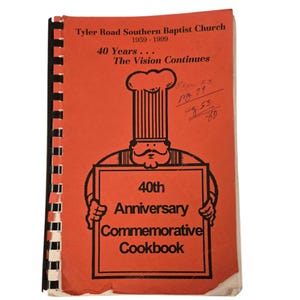 Tyler Road Southern Baptist Church
1959 - 1999
40 Years . . .
The Vision Continues
40th
Anniversary
Commemorative
Cookbook